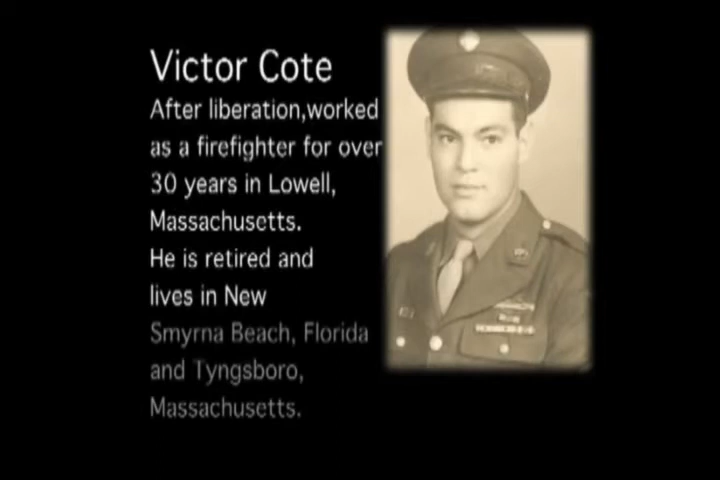 Victor Cote
After liberation,worked
as a firefighter for over
30 years in Lowell,
Massachusetts.
He is retired and
lives in New
Smyrna Beach, Florida
and Tyngsboro,
Massachusetts.